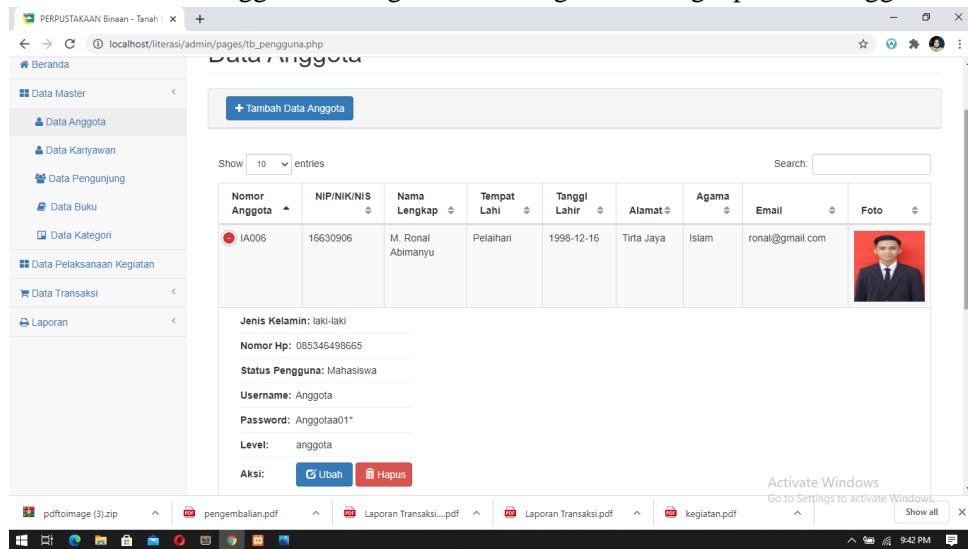 PERPUSTAKAAN Binaan - Tanah
localhost/literasi/admin/pages/tb_pengguna.php
Beranda
Data Anggota
Data Master
Tambah Data Anggota
Data Anggota
Data Kariyawan
Data Pengunjung
Data Buku
Data Kategori
Data Pelaksanaan Kegiatan
Data Transaksi
Laporan
Show 10 entries
Search:
Nomor Anggota
NIP/NIK/NIS
Nama Lengkap
Tempat Lahi
Tanggl Lahir
Alamat
Agama
Email
Foto
IA006
16630906
M. Ronal Abimanyu
Pelaihari
1998-12-16
Tirta Jaya
Islam
ronal@gmail.com
Jenis Kelamin: laki-laki
Nomor Hp: 085346498665
Status Pengguna: Mahasiswa
Username: Anggota
Password: Anggotaa01*
Level: anggota
Aksi: Ubah Hapus
Activate Windows
Go to Settings to activate Windows.
pdftoimage (3).zip
pengembalian.pdf
Laporan Transaksi....pdf
Laporan Transaksi.pdf
kegiatan.pdf
Show all
9:42 PM